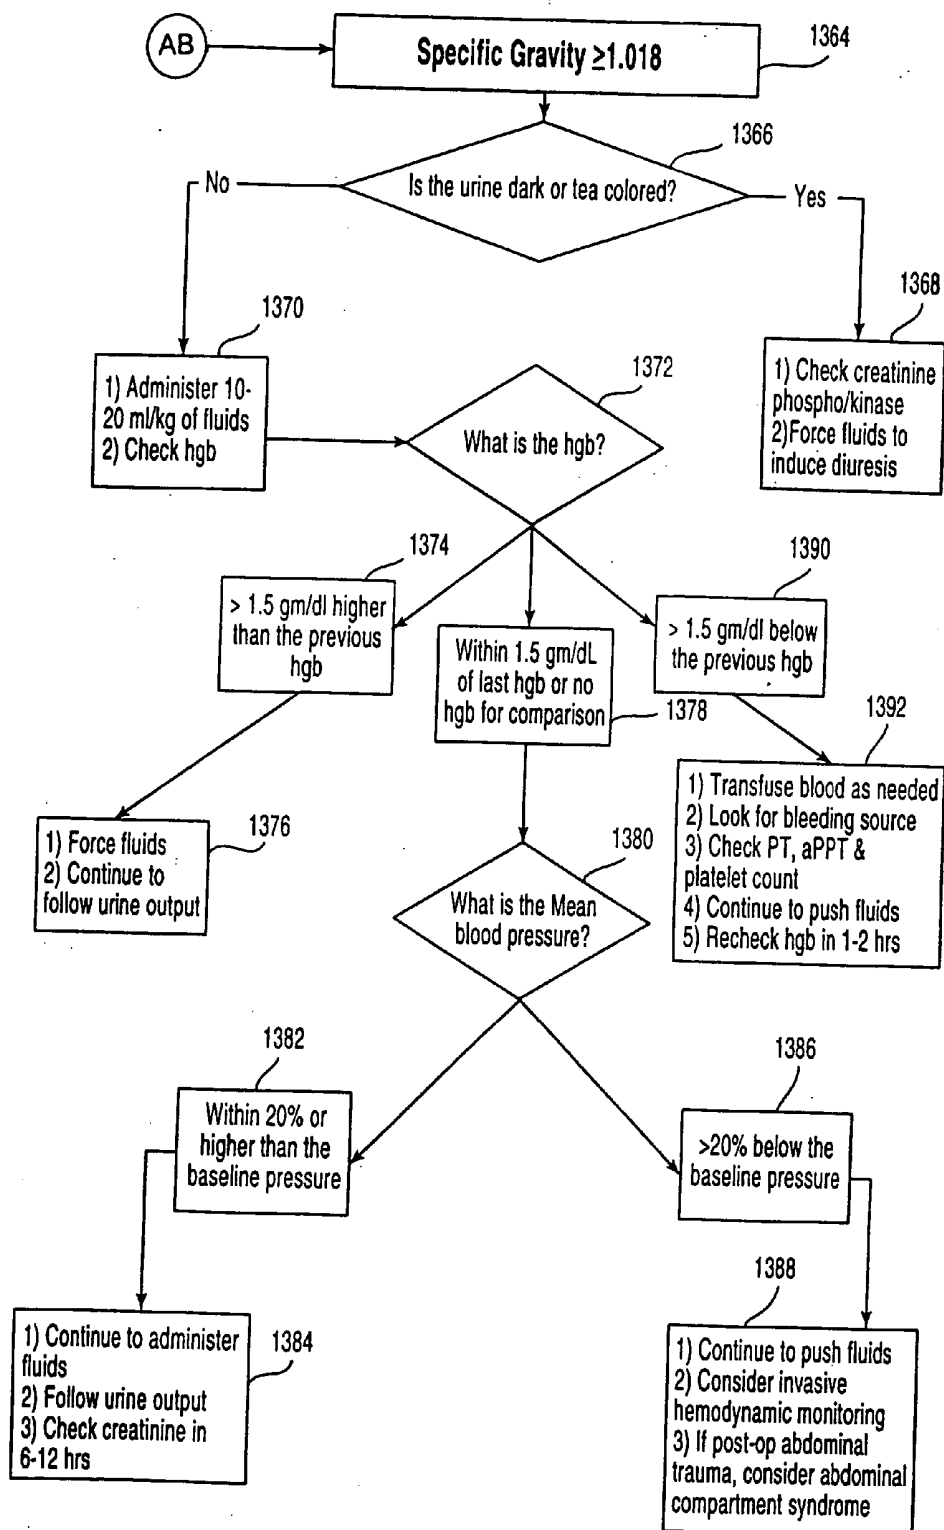 AB
Specific Gravity ≥1.018
1364
1366
Is the urine dark or tea colored?
No
Yes
1368
1370
1) Check creatinine
phospho/kinase
2)Force fluids to
induce diuresis
1) Administer 10-
20 ml/kg of fluids
2) Check hgb
1372
What is the hgb?
1374
1390
> 1.5 gm/dl higher
than the previous
hgb
Within 1.5 gm/dL
of last hgb or no
hgb for comparison
1378
> 1.5 gm/dl below
the previous hgb
1392
1) Transfuse blood as needed
2) Look for bleeding source
3) Check PT, aPPT &
platelet count
4) Continue to push fluids
5) Recheck hgb in 1-2 hrs
1) Force fluids
2) Continue to
follow urine output
1376
1380
What is the Mean
blood pressure?
1382
1386
Within 20% or
higher than the
baseline pressure
>20% below the
baseline pressure
1388
1) Continue to administer
fluids
2) Follow urine output
3) Check creatinine in
6-12 hrs
1384
1) Continue to push fluids
2) Consider invasive
hemodynamic monitoring
3) If post-op abdominal
trauma, consider abdominal
compartment syndrome